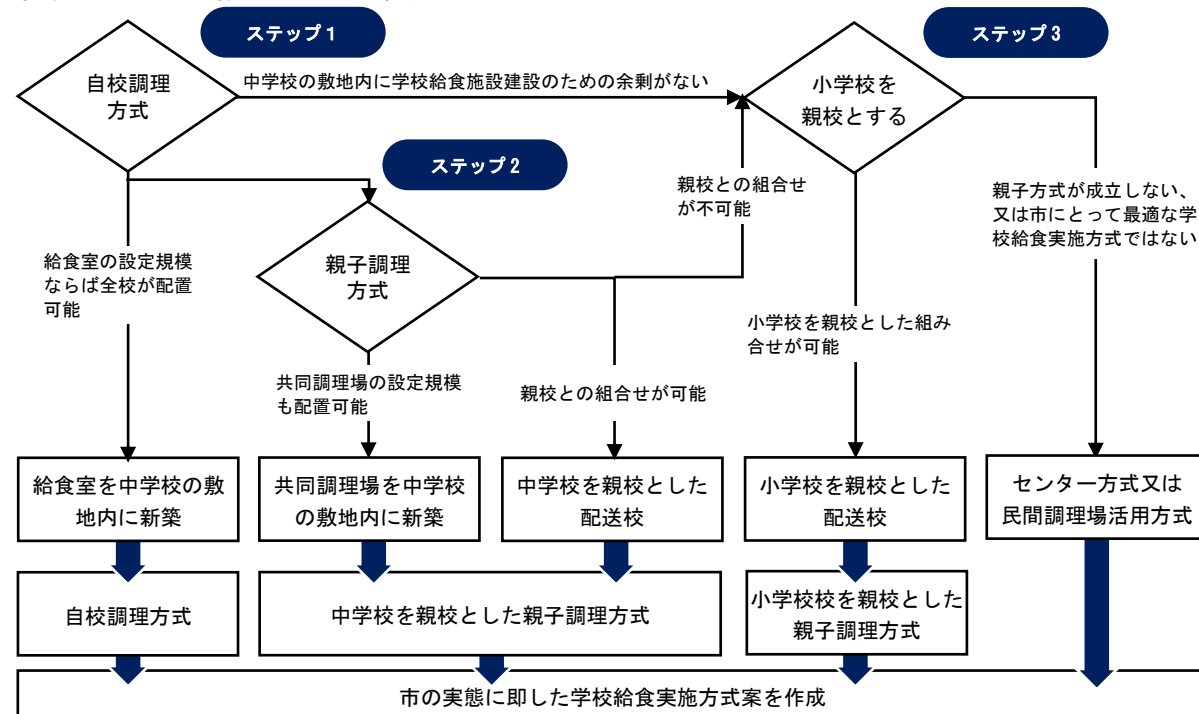 ステップ1
ステップ3
自校調理
方式
中学校の敷地内に学校給食施設建設のための余剰がない
小学校を
親校とする
ステップ2
親校との組合せ
が不可能
親子方式が成立しない、
又は市にとって最適な学
校給食実施方式ではない
給食室の設定規模
ならば全校が配置
可能
親子調理
方式
小学校を親校とした組み
合せが可能
共同調理場の設定規模
も配置可能
親校との組合せが可能
給食室を中学校の敷
地内に新築
共同調理場を中学校
の敷地内に新築
中学校を親校とした
配送校
小学校を親校とした
配送校
センター方式又は
民間調理場活用方式
自校調理方式
中学校を親校とした親子調理方式
小学校校を親校とした
親子調理方式
市の実態に即した学校給食実施方式案を作成